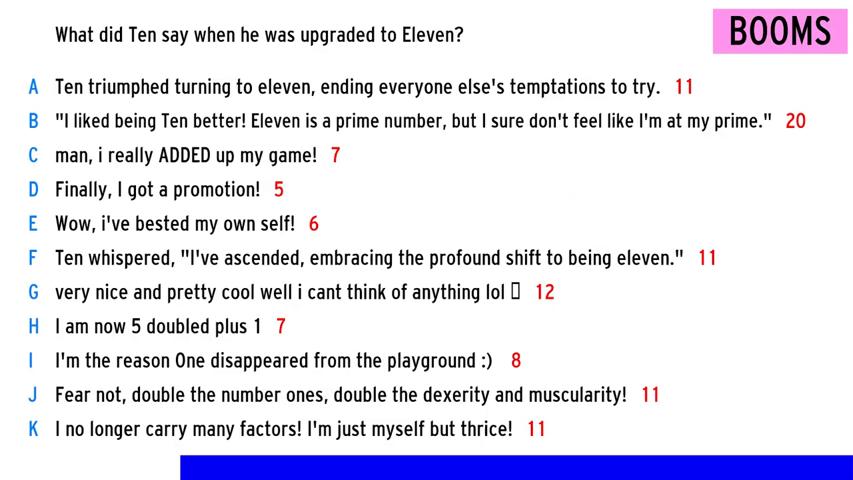 What did Ten say when he was upgraded to Eleven?
BOOMS
A Ten triumphed turning to eleven, ending everyone else's temptations to try. 11
B "I liked being Ten better! Eleven is a prime number, but I sure don't feel like I'm at my prime." 20
C man, i really ADDED up my game! 7
D Finally, I got a promotion! 5
E Wow, i've bested my own self! 6
F Ten whispered, "I've ascended, embracing the profound shift to being eleven." 11
G very nice and pretty cool well i cant think of anything lol ▯ 12
H I am now 5 doubled plus 1 7
I I'm the reason One disappeared from the playground :) 8
J Fear not, double the number ones, double the dexerity and muscularity! 11
K I no longer carry many factors! I'm just myself but thrice! 11